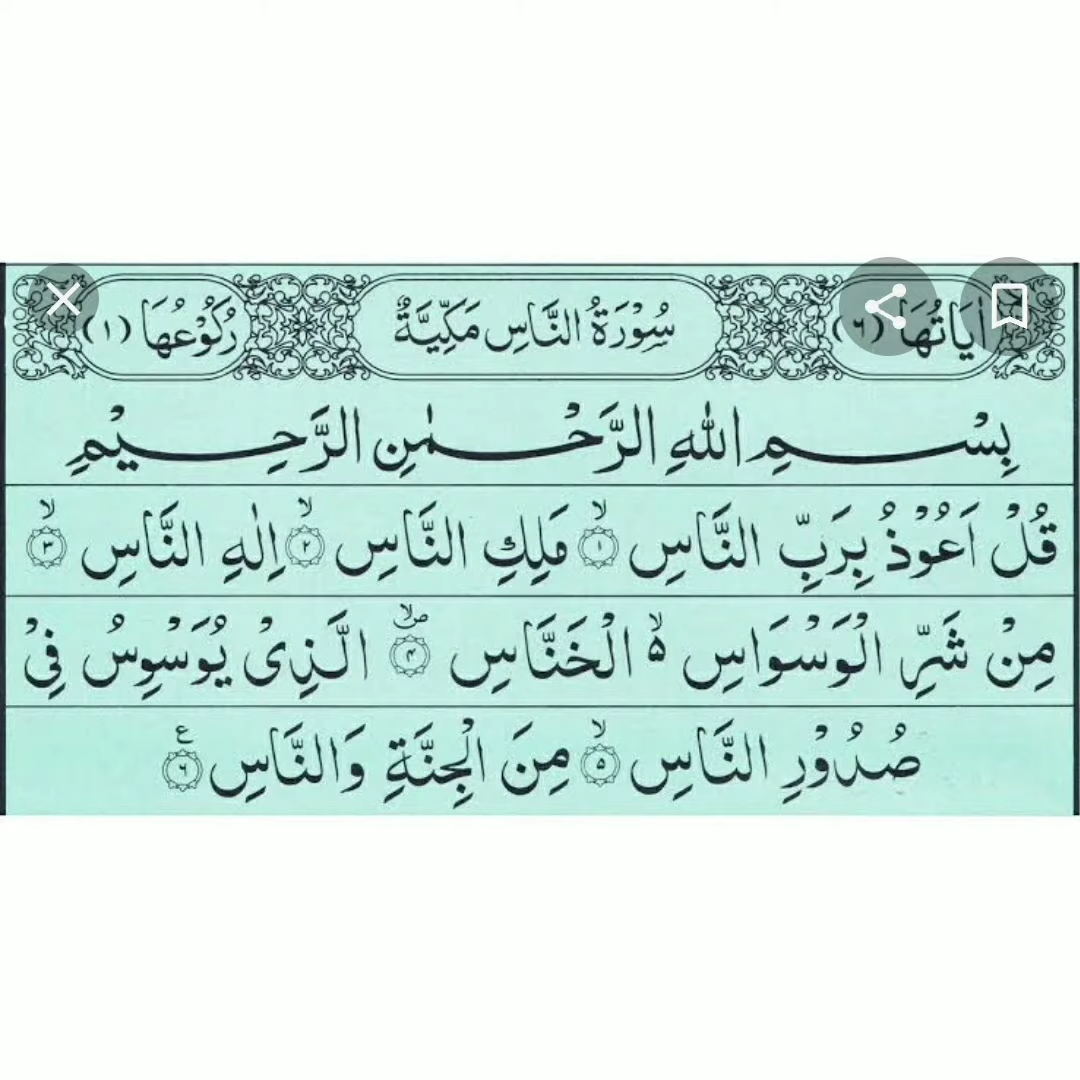 اٰيَاتُهَا (٦) سُوْرَةُ النَّاسِ مَكِّيَّةٌ رُكُوْعُهَا (١)
بِسْمِ اللّٰهِ الرَّحْمٰنِ الرَّحِيْمِ
قُلْ اَعُوْذُ بِرَبِّ النَّاسِ ۙ‏﴿۱﴾ مَلِكِ النَّاسِ ۙ‏﴿۲﴾ اِلٰهِ النَّاسِ ۙ‏﴿۳﴾
مِنْ شَرِّ الْوَسْوَاسِ ۙ۬ الْخَنَّاسِ ۪ۙ‏﴿۴﴾ الَّذِىْ يُوَسْوِسُ فِىْ
صُدُوْرِ النَّاسِ ۙ‏﴿۵﴾ مِنَ الْجِنَّةِ وَالنَّاسِ ﴿۶﴾ ع